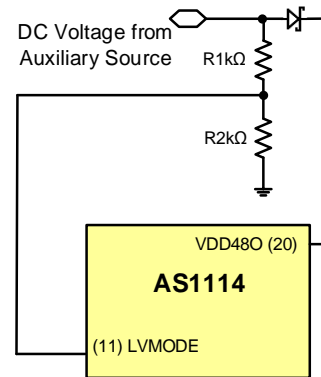 DC Voltage from
Auxiliary Source
R1kΩ
R2kΩ
VDD48O (20)
AS1114
(11) LVMODE